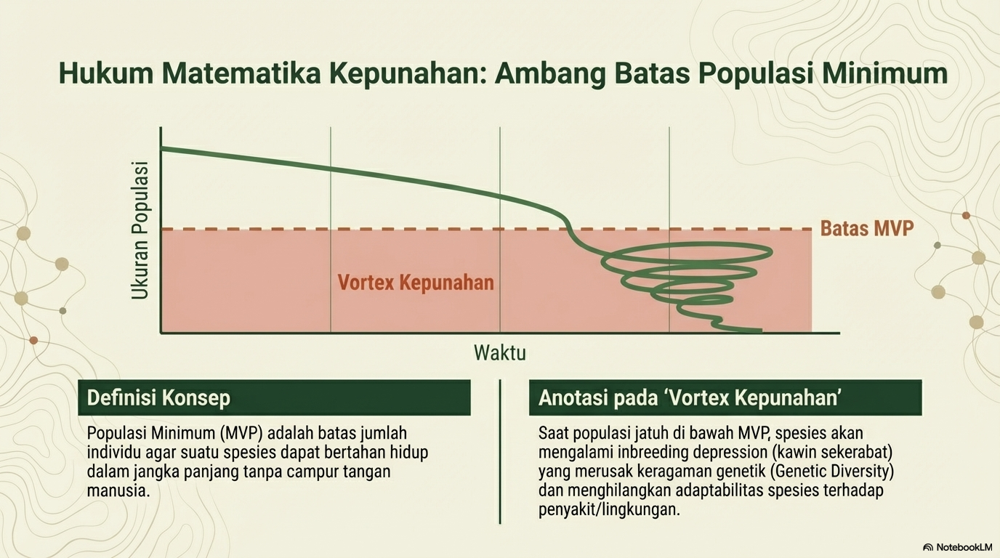 Hukum Matematika Kepunahan: Ambang Batas Populasi Minimum
Ukuran Populasi
Batas MVP
Vortex Kepunahan
Waktu
Definisi Konsep
Populasi Minimum (MVP) adalah batas jumlah
individu agar suatu spesies dapat bertahan hidup
dalam jangka panjang tanpa campur tangan
manusia.
Anotasi pada ‘Vortex Kepunahan’
Saat populasi jatuh di bawah MVP, spesies akan
mengalami inbreeding depression (kawin sekerabat)
yang merusak keragaman genetik (Genetic Diversity)
dan menghilangkan adaptabilitas spesies terhadap
penyakit/lingkungan.
NotebookLM